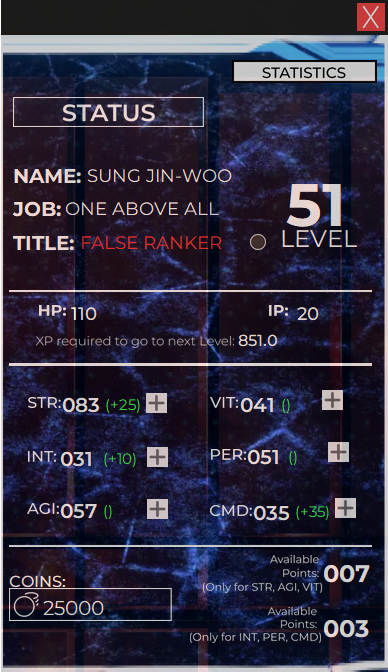 X
STATISTICS
STATUS
NAME: SUNG JIN-WOO
JOB: ONE ABOVE ALL
TITLE: FALSE RANKER
51
LEVEL
HP: 110 IP: 20
XP required to go to next Level: 851.0
STR:083 (+25) + VIT:041 () +
INT: 031 (+10) + PER:051 () +
AGI:057 () + CMD:035 (+35) +
COINS:
25000
Available
Points: 007
(Only for STR, AGI, VIT)
Available
Points: 003
(Only for INT, PER, CMD)